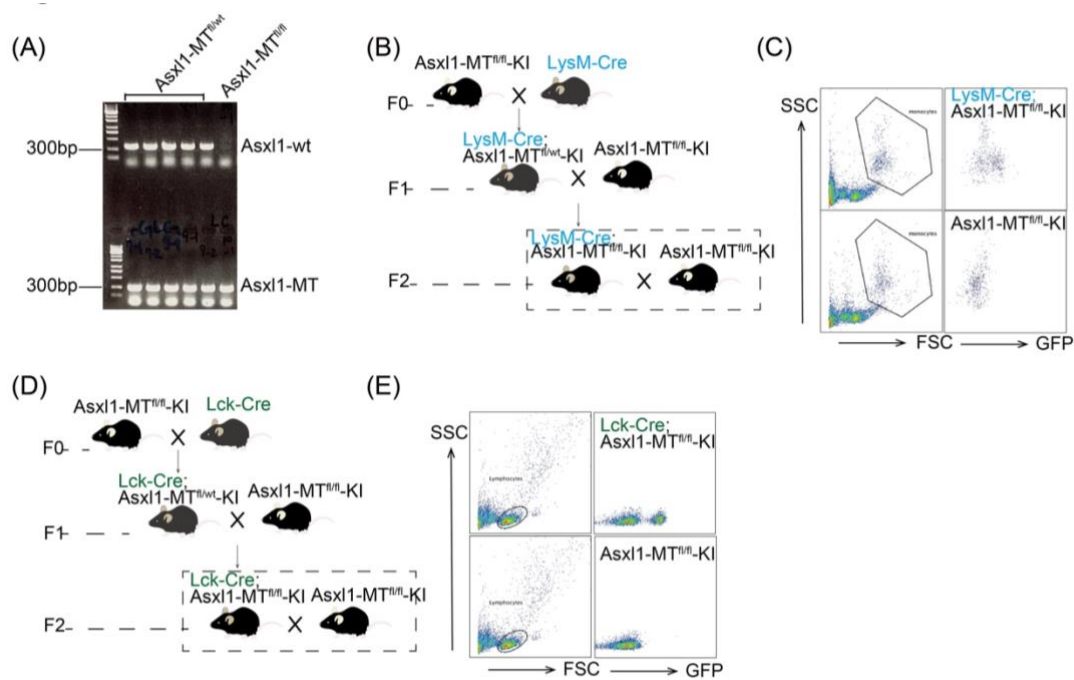 (A)
Asxl1-MTfl/wt
Asxl1-MTfl/fl
300bp
Asxl1-wt
300bp
Asxl1-MT
(B)
Asxl1-MTfl/fl-KI
LysM-Cre
F0
X
LysM-Cre;
Asxl1-MTfl/wt-KI
Asxl1-MTfl/fl-KI
F1
X
LysM-Cre;
Asxl1-MTfl/fl-KI
Asxl1-MTfl/fl-KI
F2
X
(C)
SSC
monocytes
LysM-Cre;
Asxl1-MTfl/fl-KI
monocytes
Asxl1-MTfl/fl-KI
FSC
GFP
(D)
Asxl1-MTfl/fl-KI
Lck-Cre
F0
X
Lck-Cre;
Asxl1-MTfl/wt-KI
Asxl1-MTfl/fl-KI
F1
X
Lck-Cre;
Asxl1-MTfl/fl-KI
Asxl1-MTfl/fl-KI
F2
X
(E)
SSC
Lymphocytes
Lck-Cre;
Asxl1-MTfl/fl-KI
Lymphocytes
Asxl1-MTfl/fl-KI
FSC
GFP